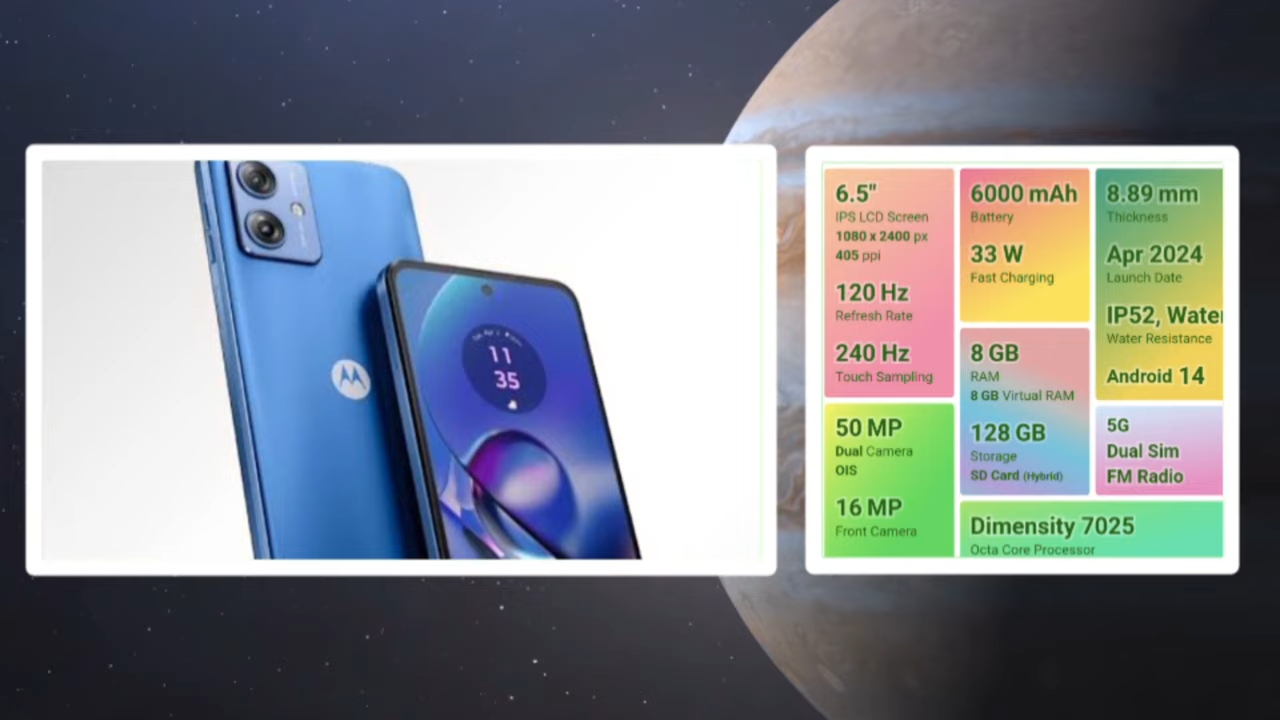 11
35
6.5"
IPS LCD Screen
1080 x 2400 px
405 ppi
120 Hz
Refresh Rate
240 Hz
Touch Sampling
50 MP
Dual Camera
OIS
16 MP
Front Camera
6000 mAh
Battery
33 W
Fast Charging
8 GB
RAM
8 GB Virtual RAM
128 GB
Storage
SD Card (Hybrid)
8.89 mm
Thickness
Apr 2024
Launch Date
IP52, Water
Water Resistance
Android 14
5G
Dual Sim
FM Radio
Dimensity 7025
Octa Core Processor